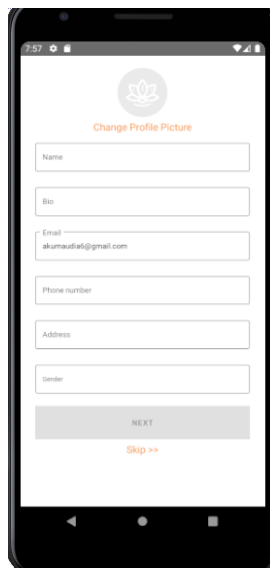 7:57
Change Profile Picture
Name
Bio
Email
akumaudia6@gmail.com
Phone number
Address
Gender
NEXT
Skip >>